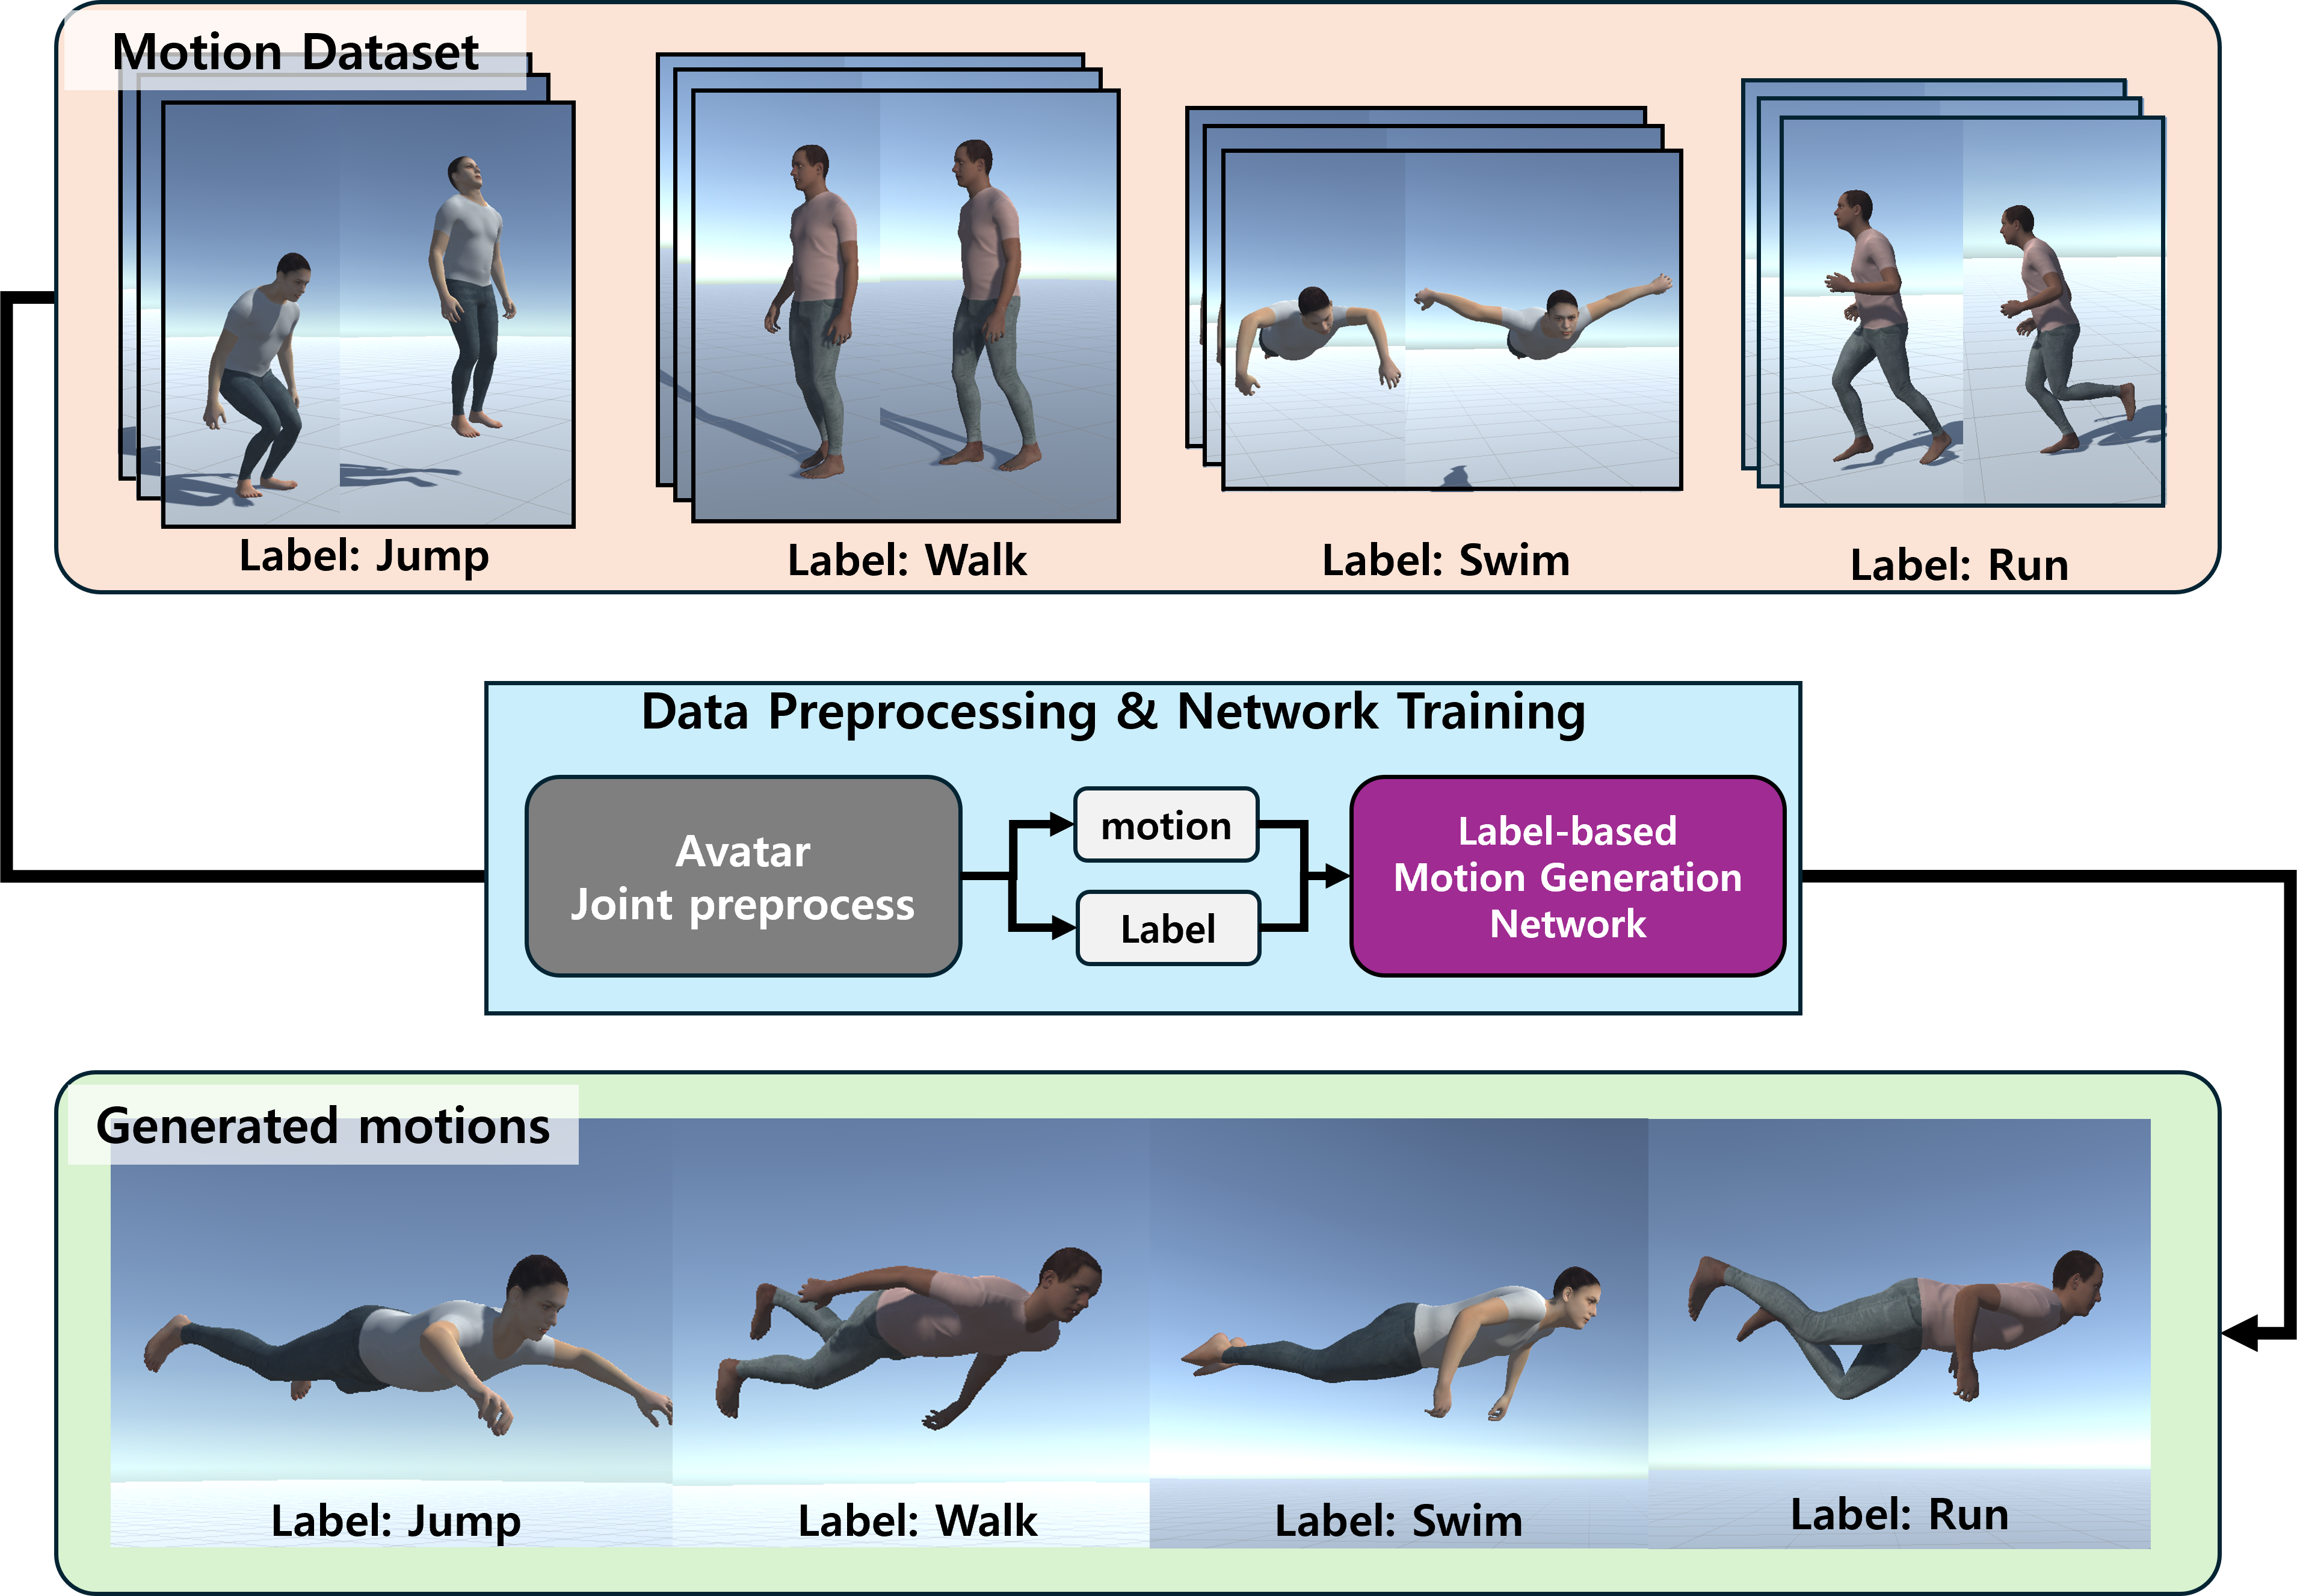 Motion Dataset
Label: Jump
Label: Walk
Label: Swim
Label: Run
Data Preprocessing & Network Training
Avatar
Joint preprocess
motion
Label
Label-based
Motion Generation
Network
Generated motions
Label: Jump
Label: Walk
Label: Swim
Label: Run